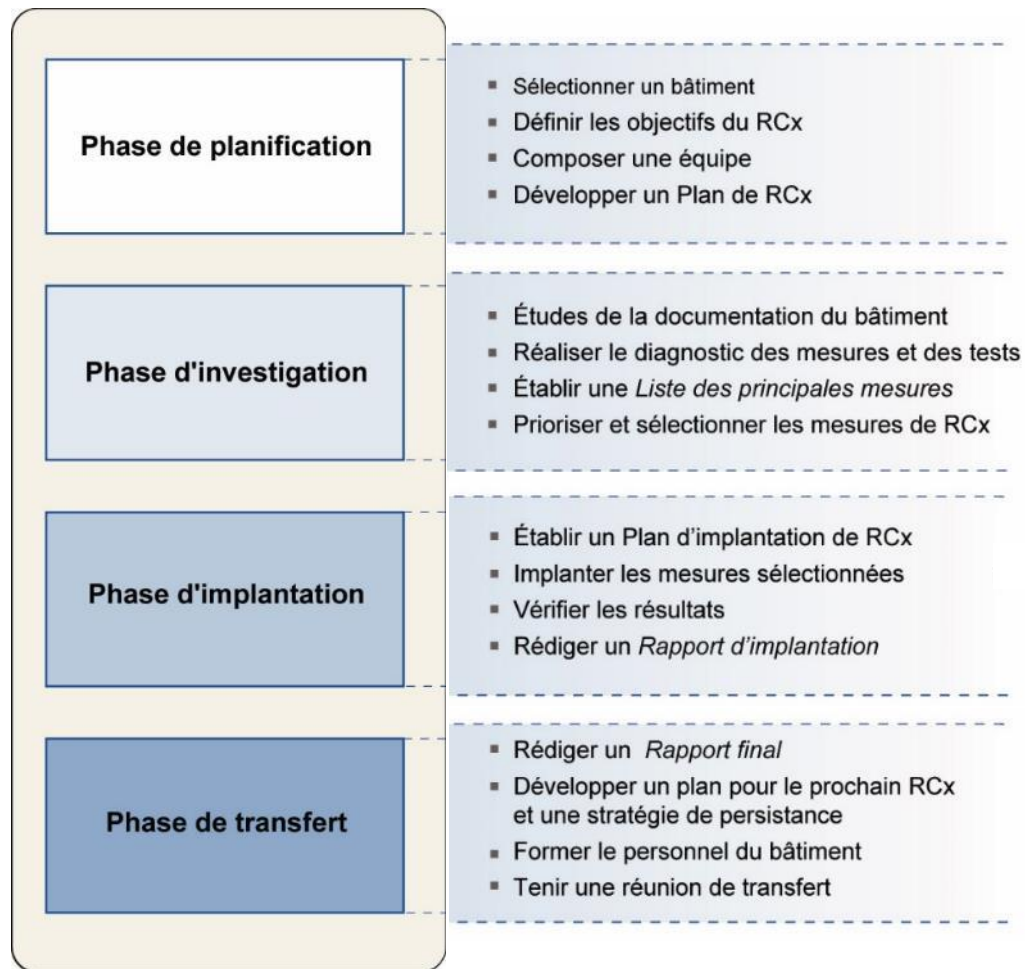 Phase de planification
▪ Sélectionner un bâtiment
▪ Définir les objectifs du RCx
▪ Composer une équipe
▪ Développer un Plan de RCx
Phase d'investigation
▪ Études de la documentation du bâtiment
▪ Réaliser le diagnostic des mesures et des tests
▪ Établir une Liste des principales mesures
▪ Prioriser et sélectionner les mesures de RCx
Phase d'implantation
▪ Établir un Plan d’implantation de RCx
▪ Implanter les mesures sélectionnées
▪ Vérifier les résultats
▪ Rédiger un Rapport d’implantation
Phase de transfert
▪ Rédiger un Rapport final
▪ Développer un plan pour le prochain RCx
et une stratégie de persistance
▪ Former le personnel du bâtiment
▪ Tenir une réunion de transfert